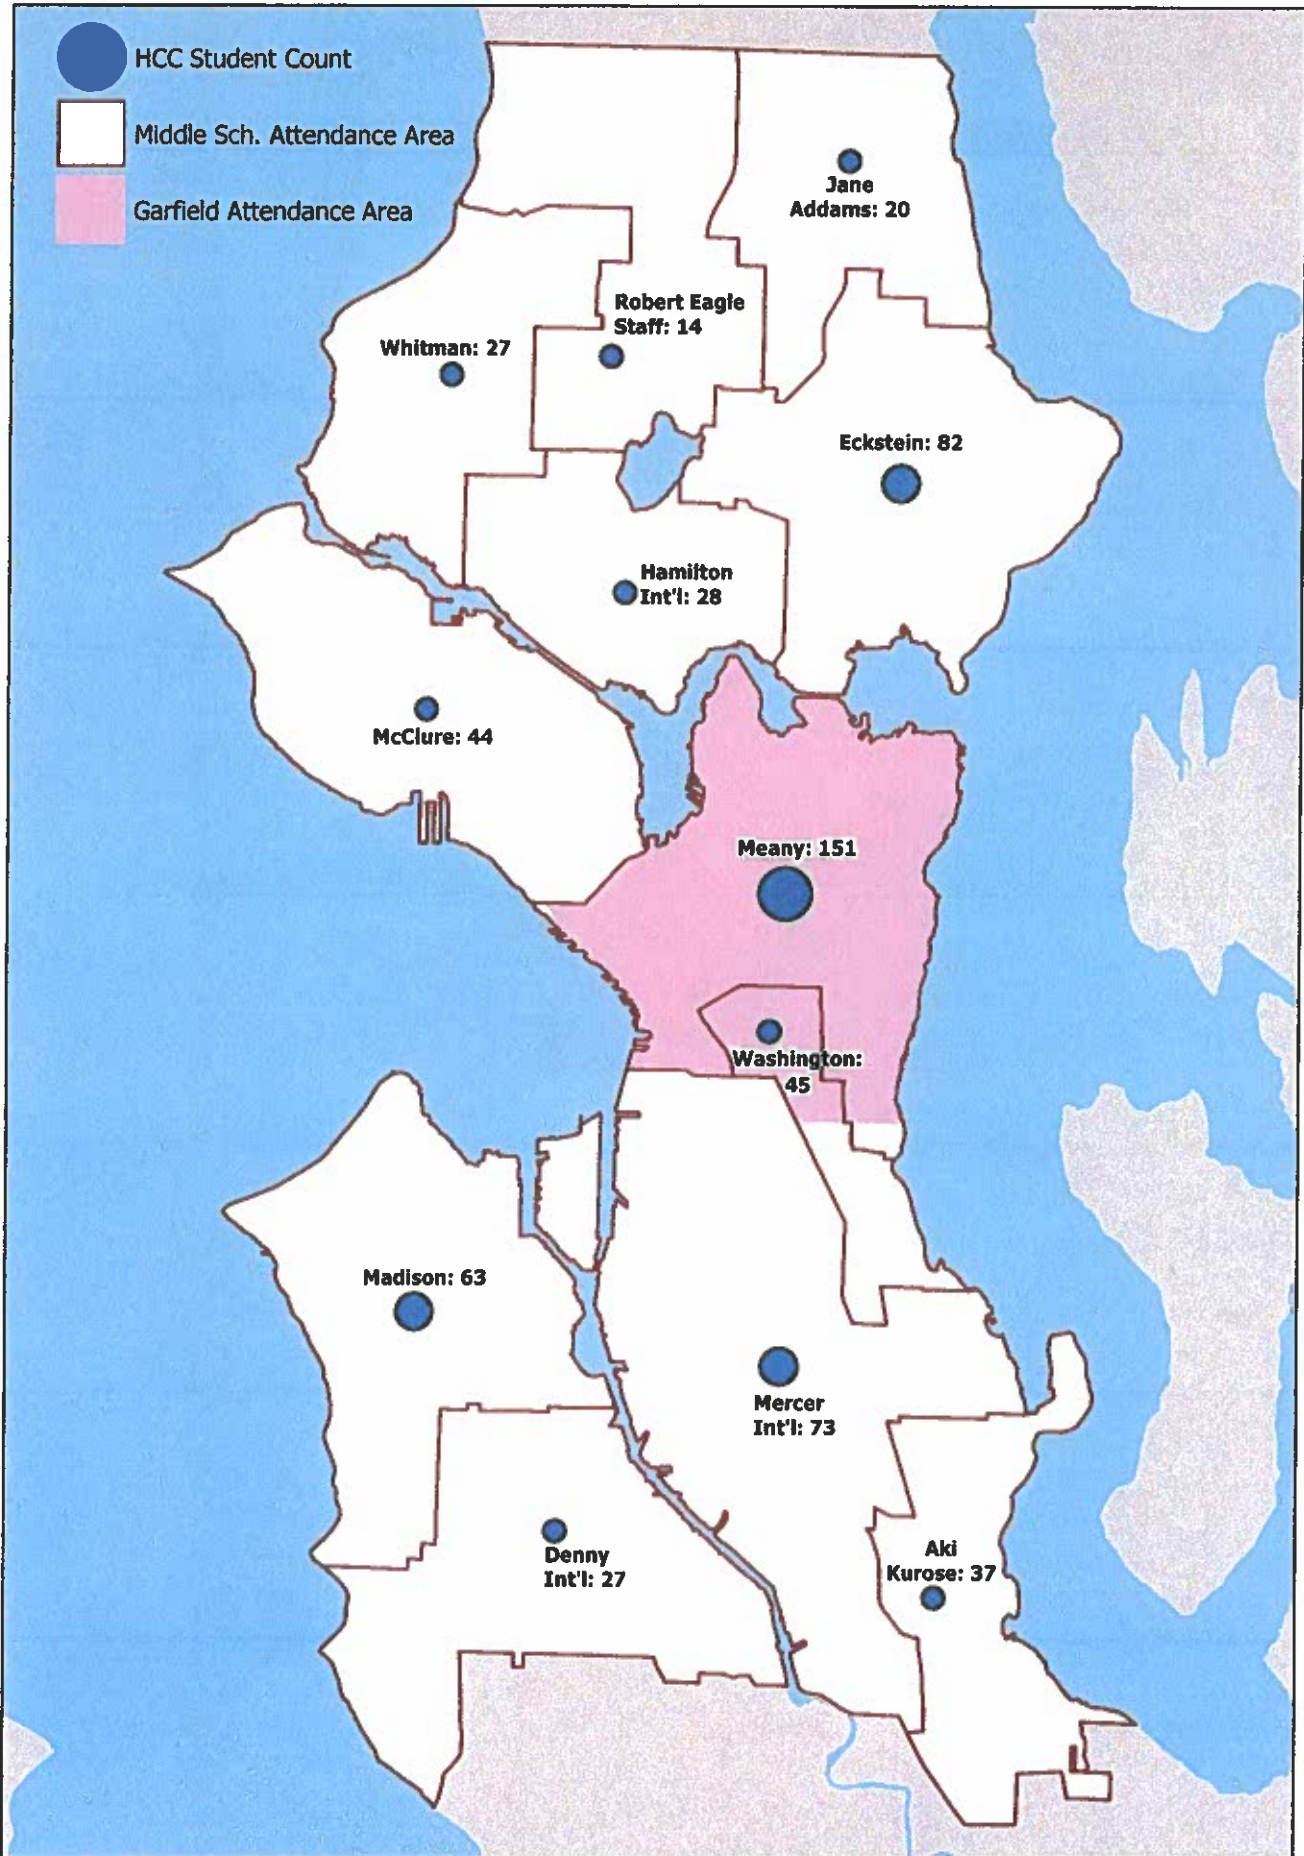 HCC Student Count
Middle Sch. Attendance Area
Garfield Attendance Area
Jane
Addams: 20
Robert Eagle
Staff: 14
Whitman: 27
Eckstein: 82
Hamilton
Int'l: 28
McClure: 44
Meany: 151
Washington:
45
Madison: 63
Mercer
Int'l: 73
Denny
Int'l: 27
Aki
Kurose: 37